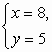 x = 8,
y = 5